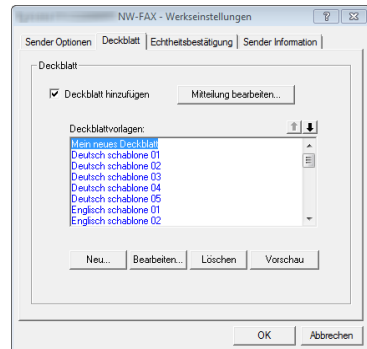 NW-FAX - Werkseinstellungen
Sender Optionen Deckblatt Echtheitsbestätigung Sender Information
Deckblatt
Deckblatt hinzufügen Mitteilung bearbeiten...
Deckblattvorlagen:
Mein neues Deckblatt
Deutsch schablone 01
Deutsch schablone 02
Deutsch schablone 03
Deutsch schablone 04
Deutsch schablone 05
Englisch schablone 01
Englisch schablone 02
Neu... Bearbeiten... Löschen Vorschau
OK Abbrechen